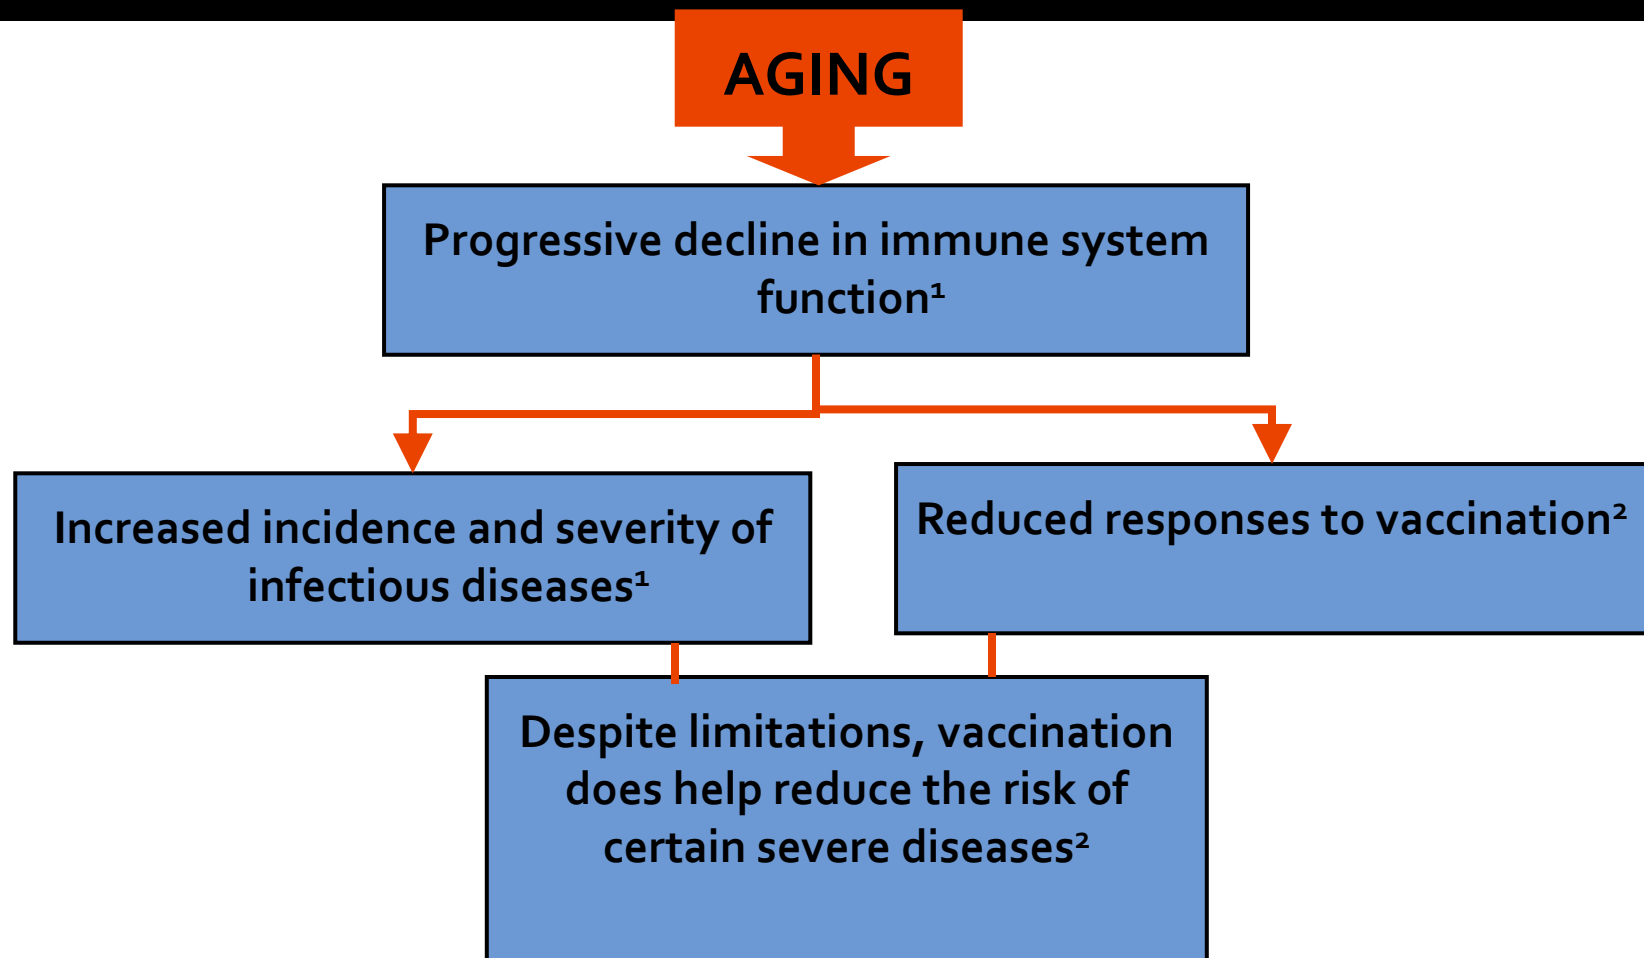 AGING
Progressive decline in immune system
function¹
Increased incidence and severity of
infectious diseases¹
Reduced responses to vaccination²
Despite limitations, vaccination
does help reduce the risk of
certain severe diseases²